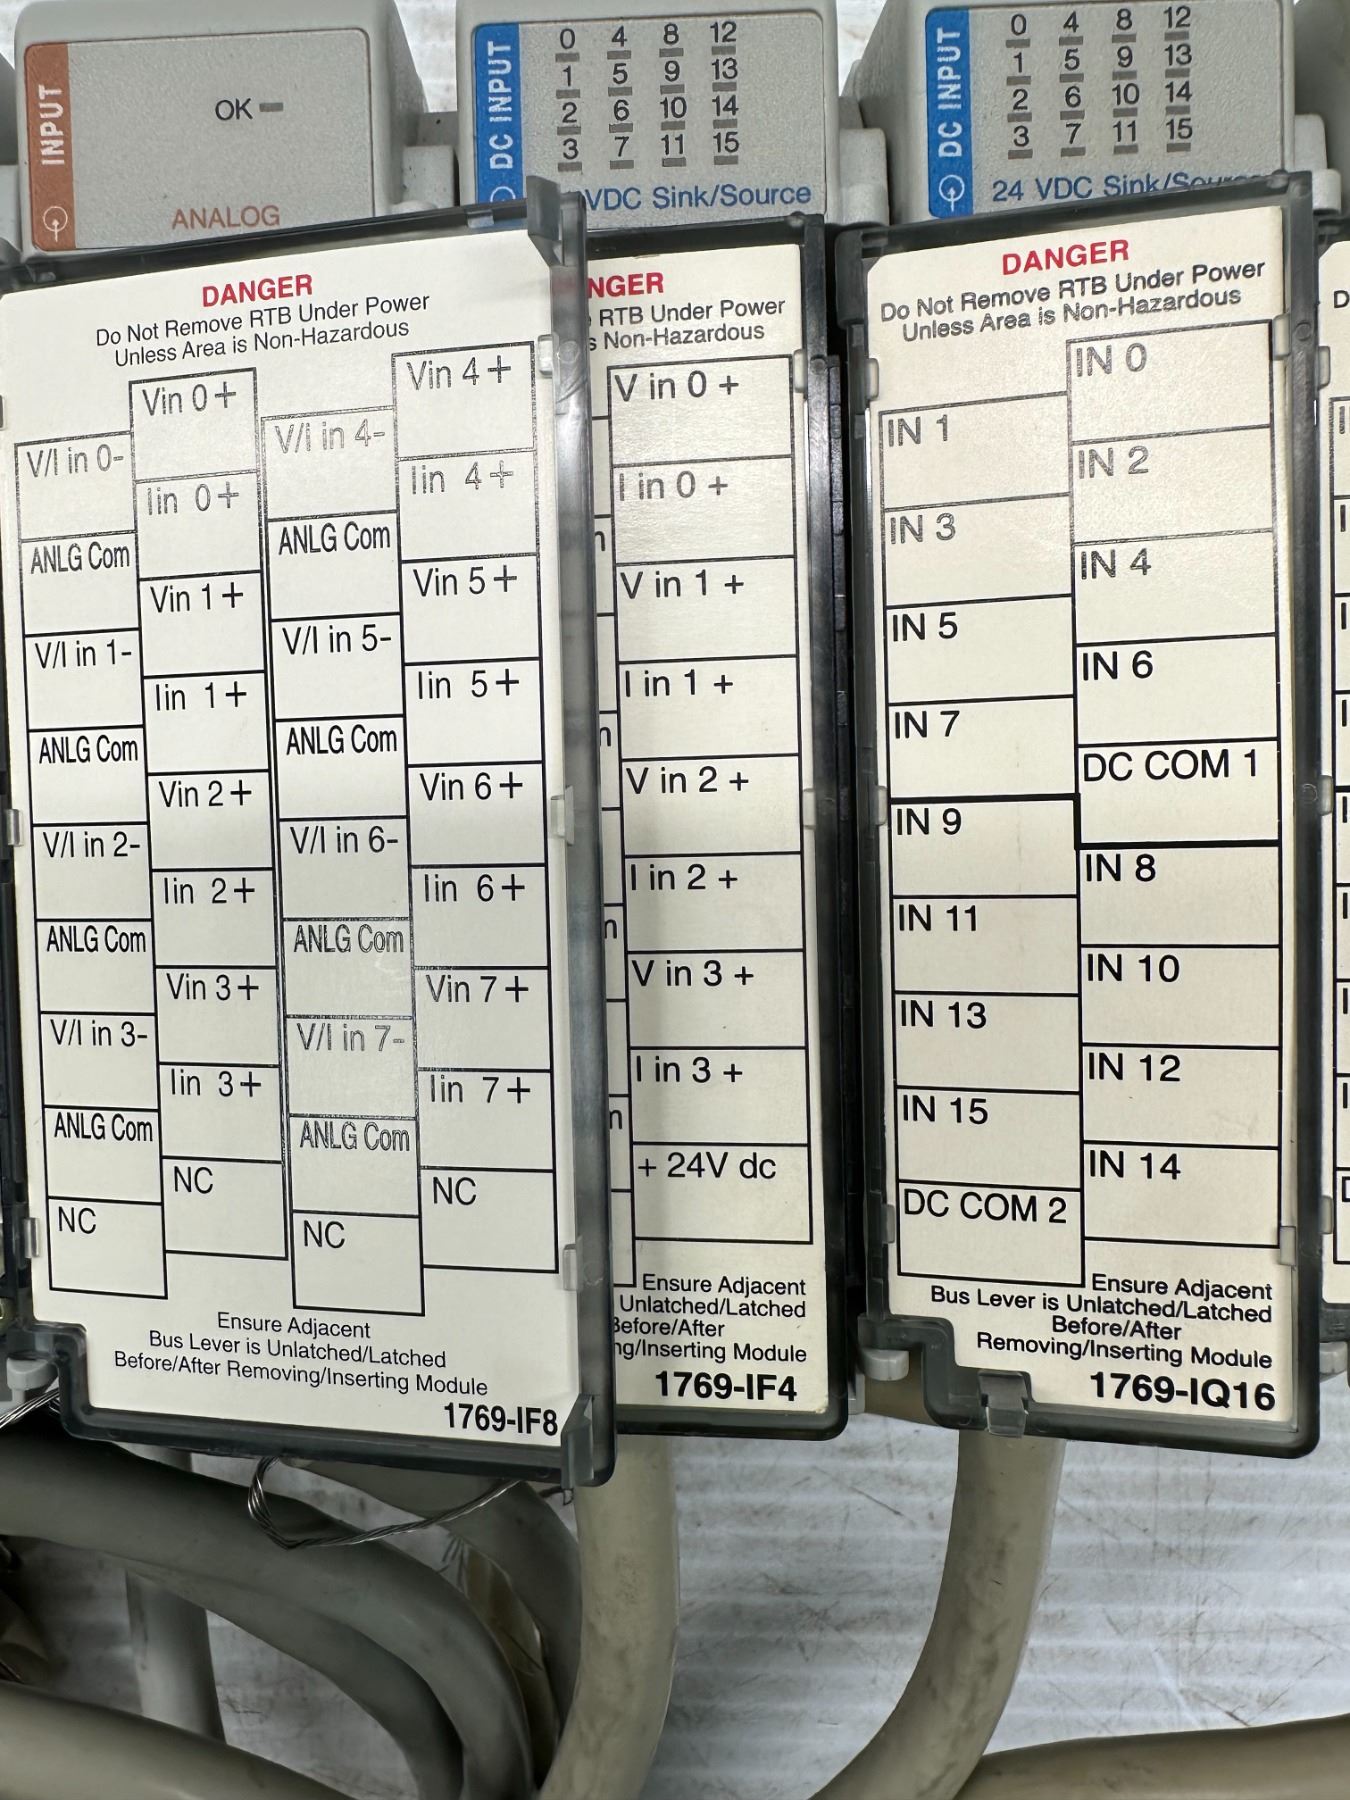 INPUT
OK
ANALOG
DC INPUT
0 4 8 12
1 5 9 13
2 6 10 14
3 7 11 15
VDC Sink/Source
DC INPUT
0 4 8 12
1 5 9 13
2 6 10 14
3 7 11 15
24 VDC Sink/Source
DANGER
Do Not Remove RTB Under Power
Unless Area is Non-Hazardous
V/I in 0-
ANLG Com
V/I in 1-
ANLG Com
V/I in 2-
ANLG Com
V/I in 3-
ANLG Com
NC
Vin 0+
Iin 0+
Vin 1+
Iin 1+
Vin 2+
Iin 2+
Vin 3+
Iin 3+
NC
V/I in 4-
ANLG Com
V/I in 5-
ANLG Com
V/I in 6-
ANLG Com
V/I in 7-
ANLG Com
NC
Vin 4+
Iin 4+
Vin 5+
Iin 5+
Vin 6+
Iin 6+
Vin 7+
Iin 7+
NC
Ensure Adjacent
Bus Lever is Unlatched/Latched
Before/After Removing/Inserting Module
1769-IF8
NGER
RTB Under Power
s Non-Hazardous
V in 0 +
I in 0 +
V in 1 +
I in 1 +
V in 2 +
I in 2 +
V in 3 +
I in 3 +
+ 24V dc
Ensure Adjacent
Unlatched/Latched
Before/After
ng/Inserting Module
1769-IF4
DANGER
Do Not Remove RTB Under Power
Unless Area is Non-Hazardous
IN 1
IN 3
IN 5
IN 7
IN 9
IN 11
IN 13
IN 15
DC COM 2
IN 0
IN 2
IN 4
IN 6
DC COM 1
IN 8
IN 10
IN 12
IN 14
Ensure Adjacent
Bus Lever is Unlatched/Latched
Before/After
Removing/Inserting Module
1769-IQ16